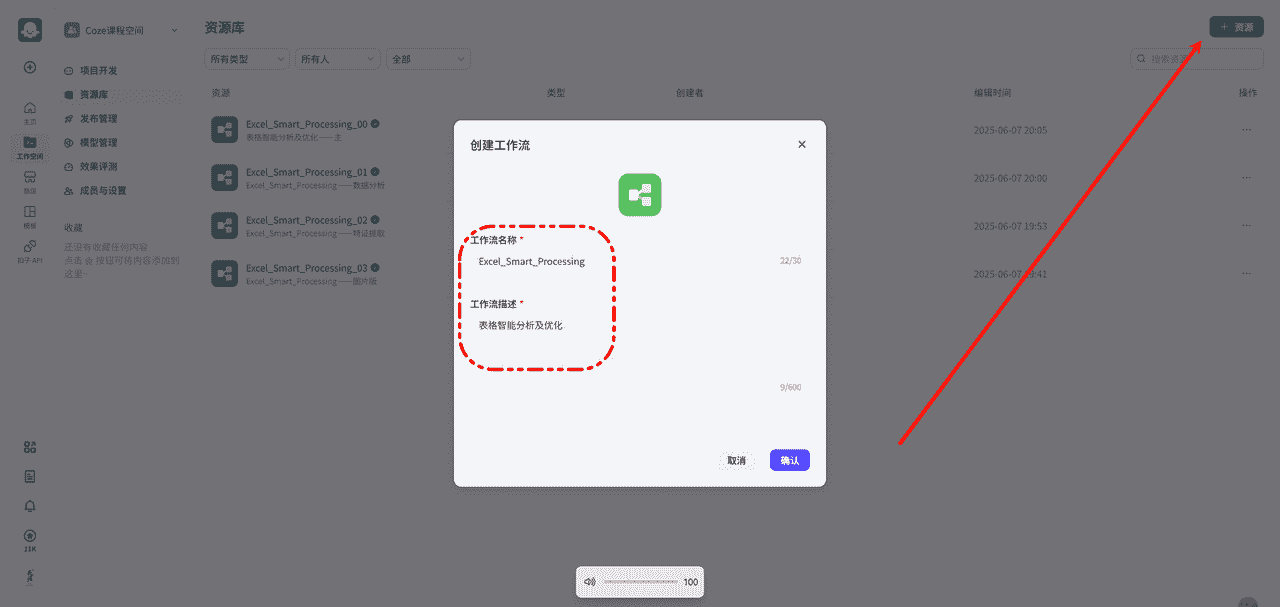 Coze课程空间
资源库
+ 资源
所有类型
所有人
全部
搜索资源
项目开发
资源库
发布管理
模型管理
效果评测
成员与设置
主页
工作空间
商店
模板
扣子 API
收藏
还没有收藏任何内容
点击 按钮可将内容添加到
这里~
11K
资源
类型
创建者
编辑时间
操作
Excel_Smart_Processing_00
表格智能分析及优化——主
2025-06-07 20:05
Excel_Smart_Processing_01
Excel_Smart_Processing——数据分析
2025-06-07 20:00
Excel_Smart_Processing_02
Excel_Smart_Processing——特征提取
2025-06-07 19:53
Excel_Smart_Processing_03
Excel_Smart_Processing——图片版
2025-06-07 19:41
创建工作流
工作流名称 *
Excel_Smart_Processing
22/30
工作流描述 *
表格智能分析及优化
9/600
取消
确认
100